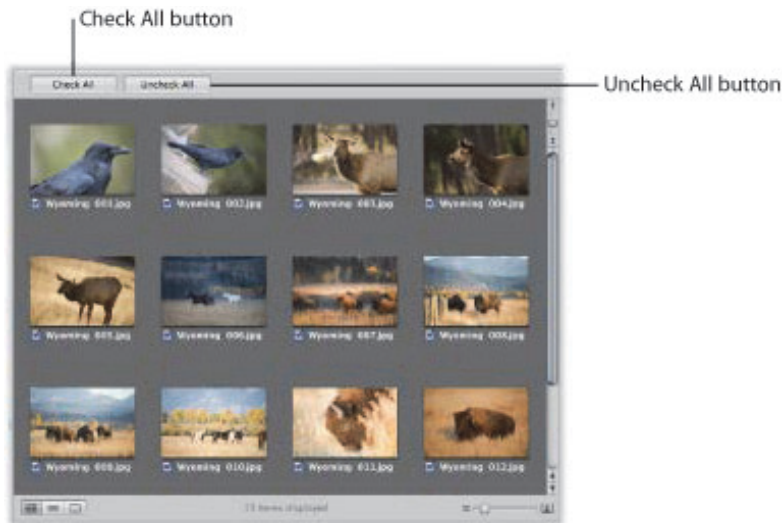 Check All button
Check All
Uncheck All
Uncheck All button
Wyoming 001.jpg
Wyoming 002.jpg
Wyoming 003.jpg
Wyoming 004.jpg
Wyoming 005.jpg
Wyoming 006.jpg
Wyoming 007.jpg
Wyoming 008.jpg
Wyoming 009.jpg
Wyoming 010.jpg
Wyoming 011.jpg
Wyoming 012.jpg
items displayed